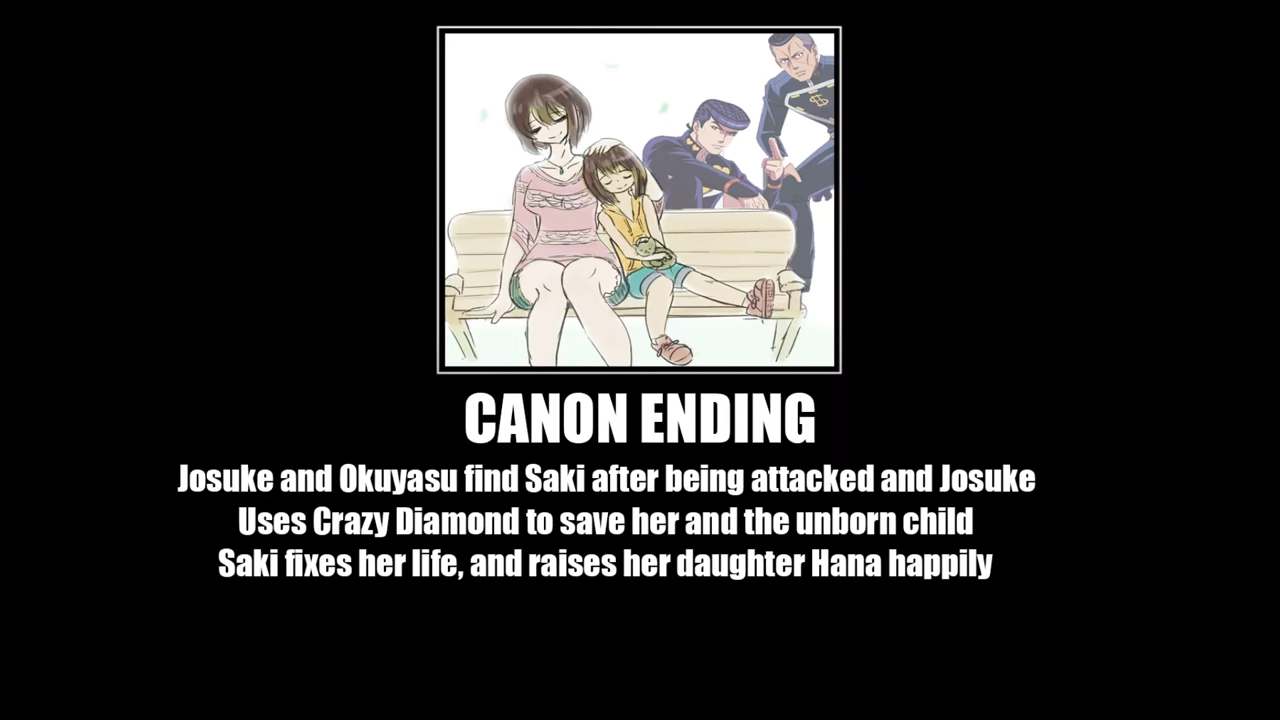 CANON ENDING
Josuke and Okuyasu find Saki after being attacked and Josuke
Uses Crazy Diamond to save her and the unborn child
Saki fixes her life, and raises her daughter Hana happily